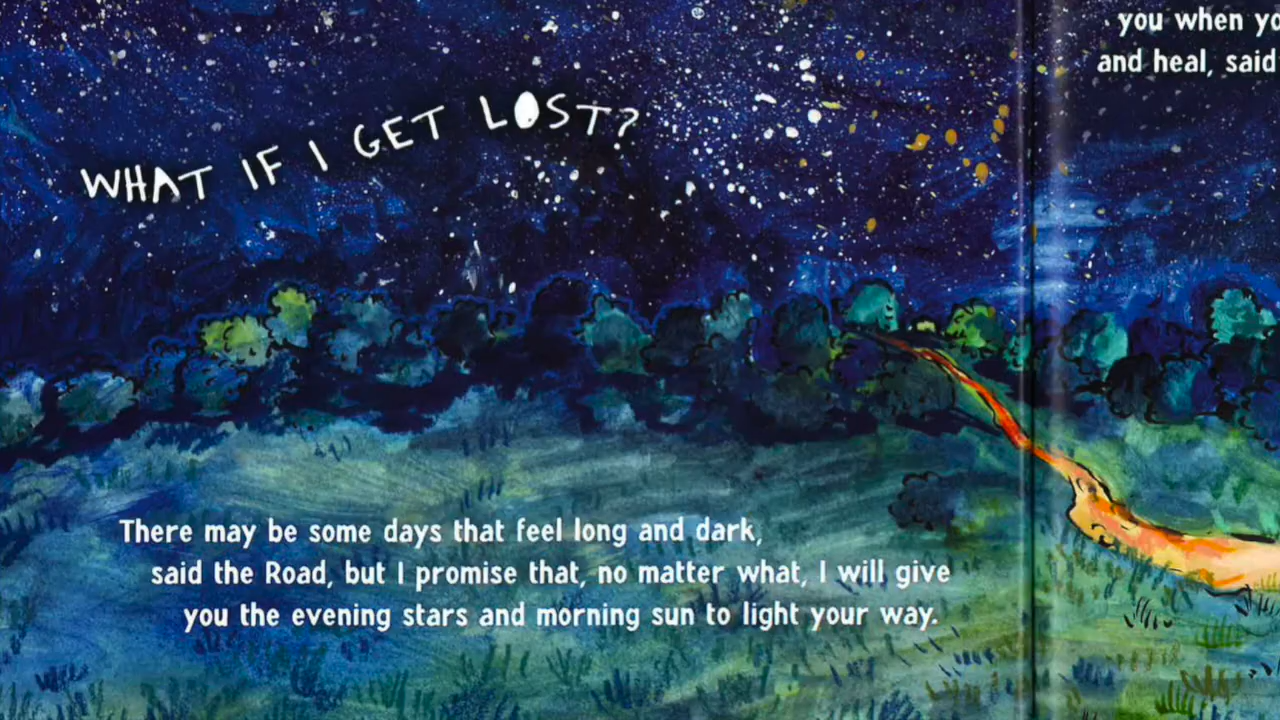 WHAT IF I GET LOST?
There may be some days that feel long and dark,
said the Road, but I promise that, no matter what, I will give
you the evening stars and morning sun to light your way.
you when
and heal, said